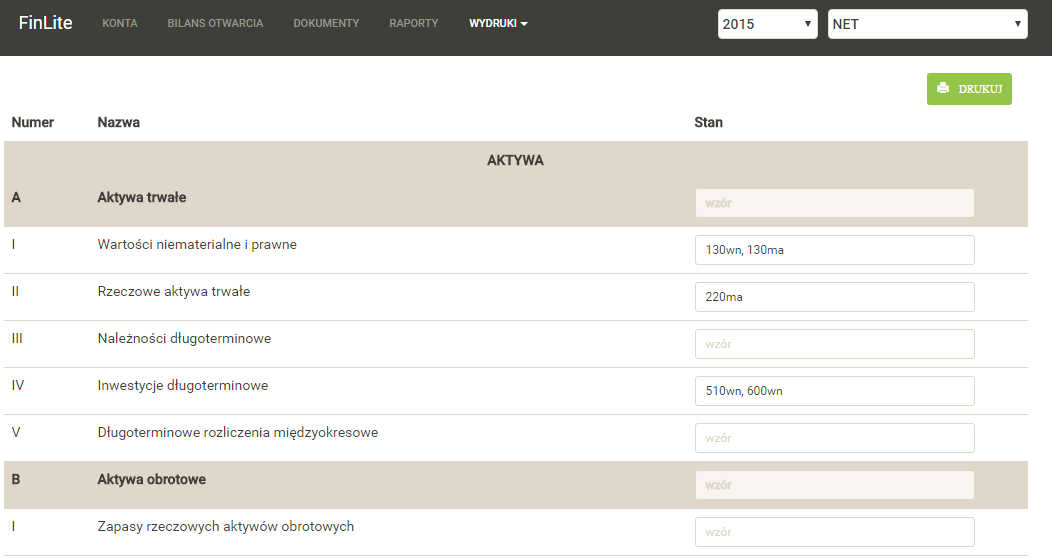 FinLite KONTA BILANS OTWARCIA DOKUMENTY RAPORTY WYDRUKI 2015 NET
DRUKUJ
Numer Nazwa Stan
AKTYWA
A Aktywa trwałe wzór
I Wartości niematerialne i prawne 130wn, 130ma
II Rzeczowe aktywa trwałe 220ma
III Należności długoterminowe wzór
IV Inwestycje długoterminowe 510wn, 600wn
V Długoterminowe rozliczenia międzyokresowe wzór
B Aktywa obrotowe wzór
I Zapasy rzeczowych aktywów obrotowych wzór